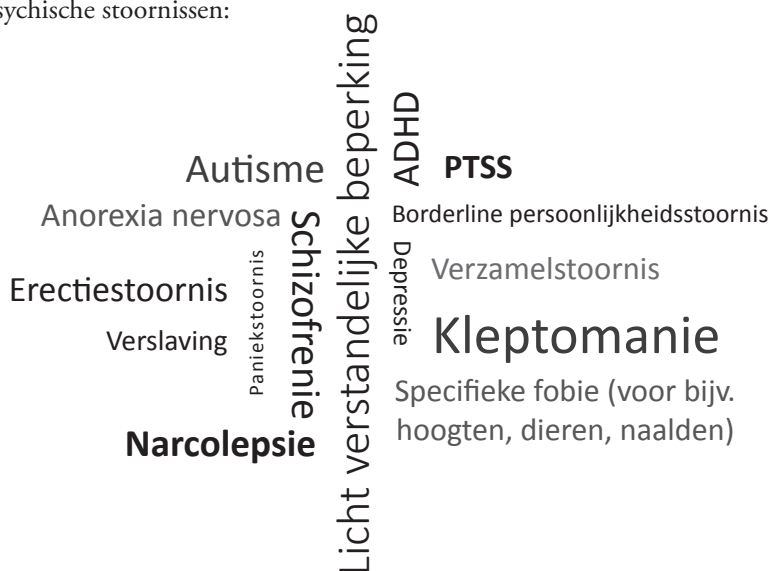 sychische stoornissen:
Licht verstandelijke beperking
ADHD
Autisme
PTSS
Anorexia nervosa
Schizofrenie
Borderline persoonlijkheidsstoornis
Depressie
Paniekstoornis
Verzamelstoornis
Erectiestoornis
Kleptomanie
Verslaving
Specifieke fobie (voor bijv.
hoogten, dieren, naalden)
Narcolepsie